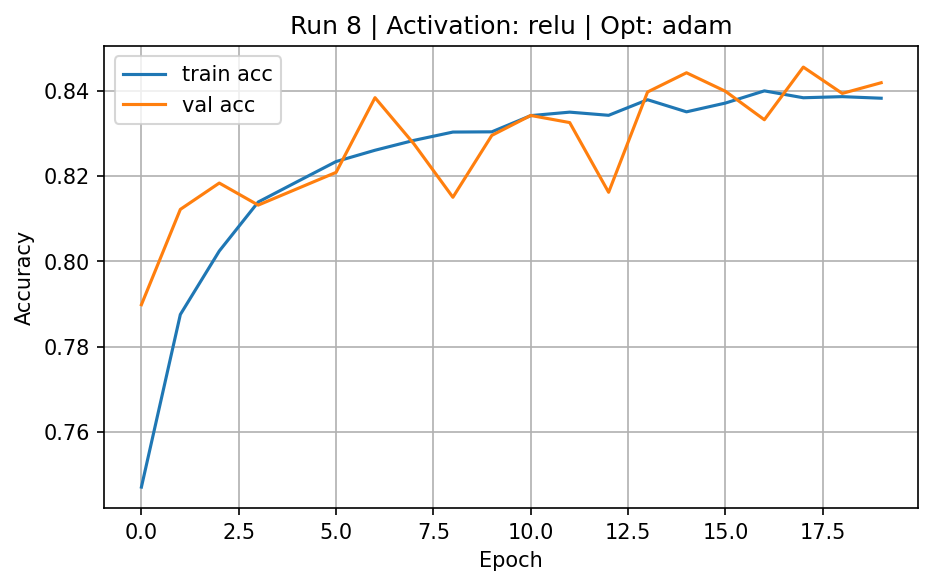 Run 8 | Activation: relu | Opt: adam
train acc
val acc
0.84
0.82
0.80
0.78
0.76
Accuracy
0.0 2.5 5.0 7.5 10.0 12.5 15.0 17.5
Epoch